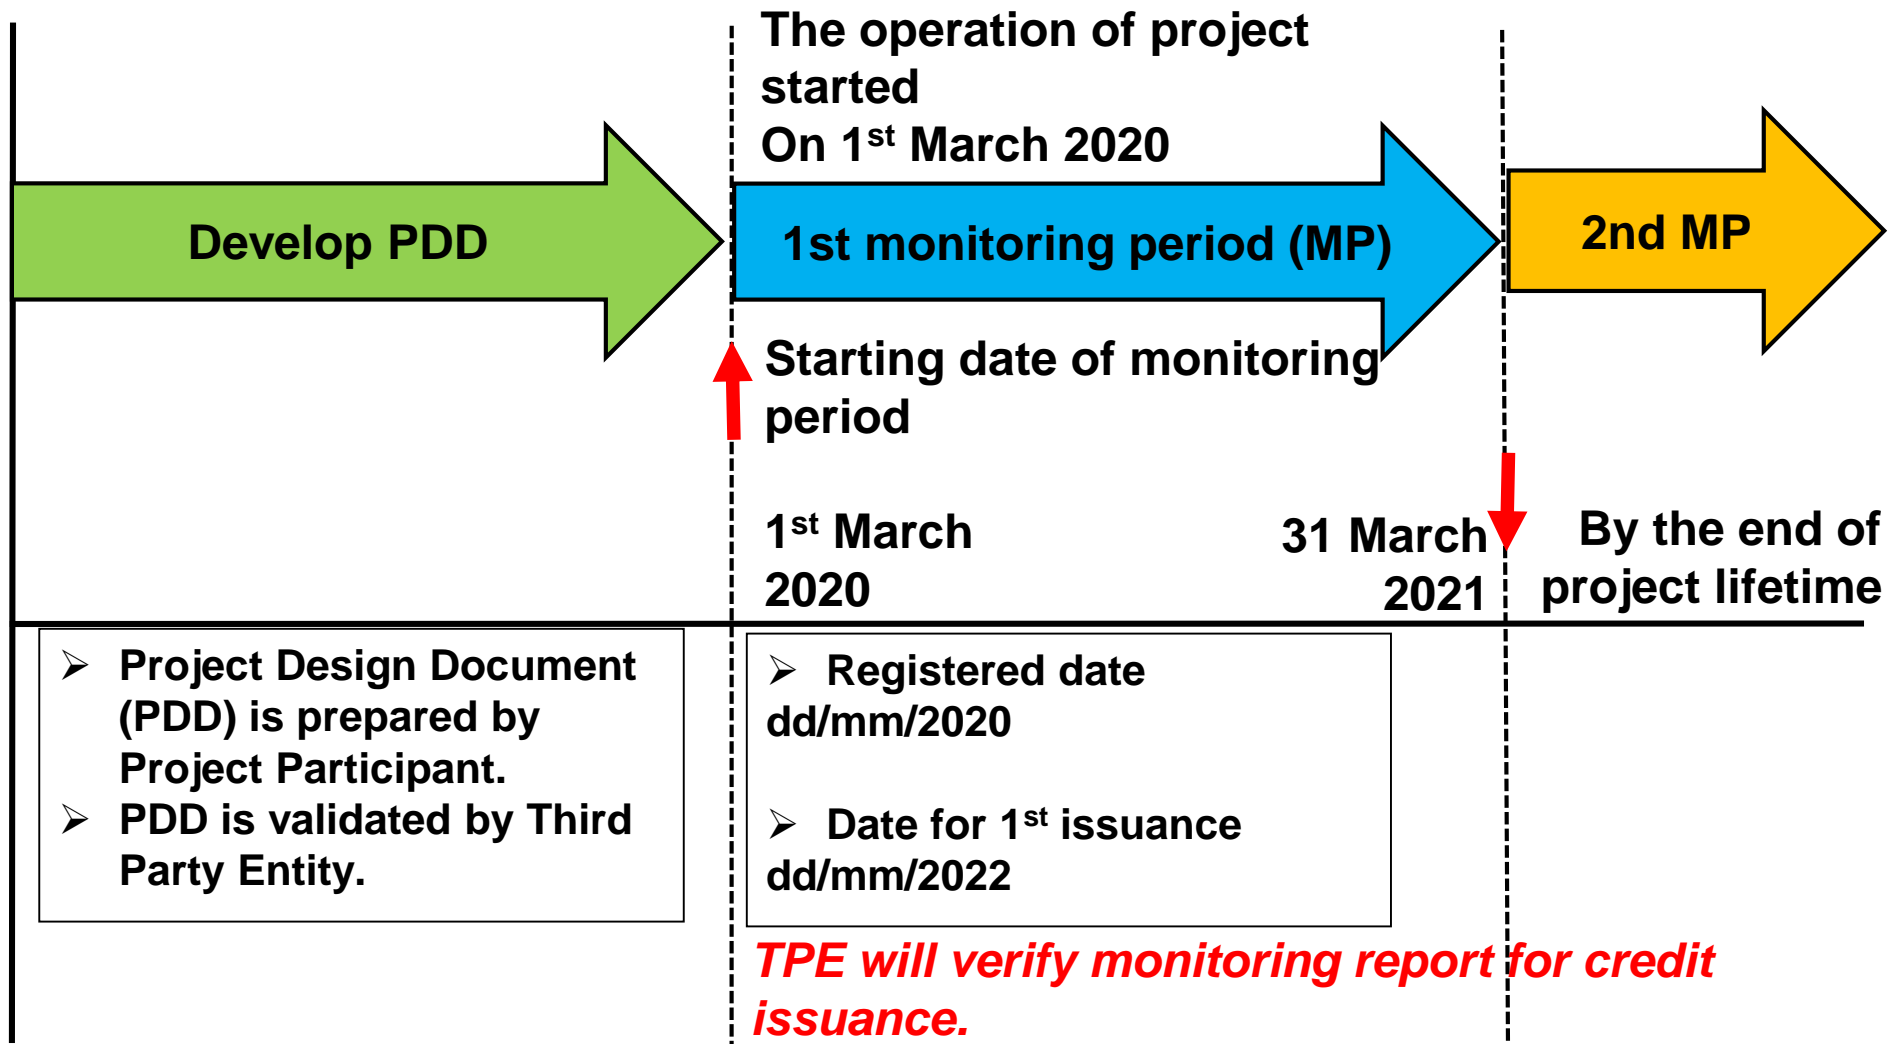 The operation of project
started
On 1st March 2020
Develop PDD
1st monitoring period (MP)
2nd MP
Starting date of monitoring
period
1st March
2020
31 March
2021
By the end of
project lifetime
➢ Project Design Document
(PDD) is prepared by
Project Participant.
➢ PDD is validated by Third
Party Entity.
➢ Registered date
dd/mm/2020
➢ Date for 1st issuance
dd/mm/2022
TPE will verify monitoring report for credit
issuance.